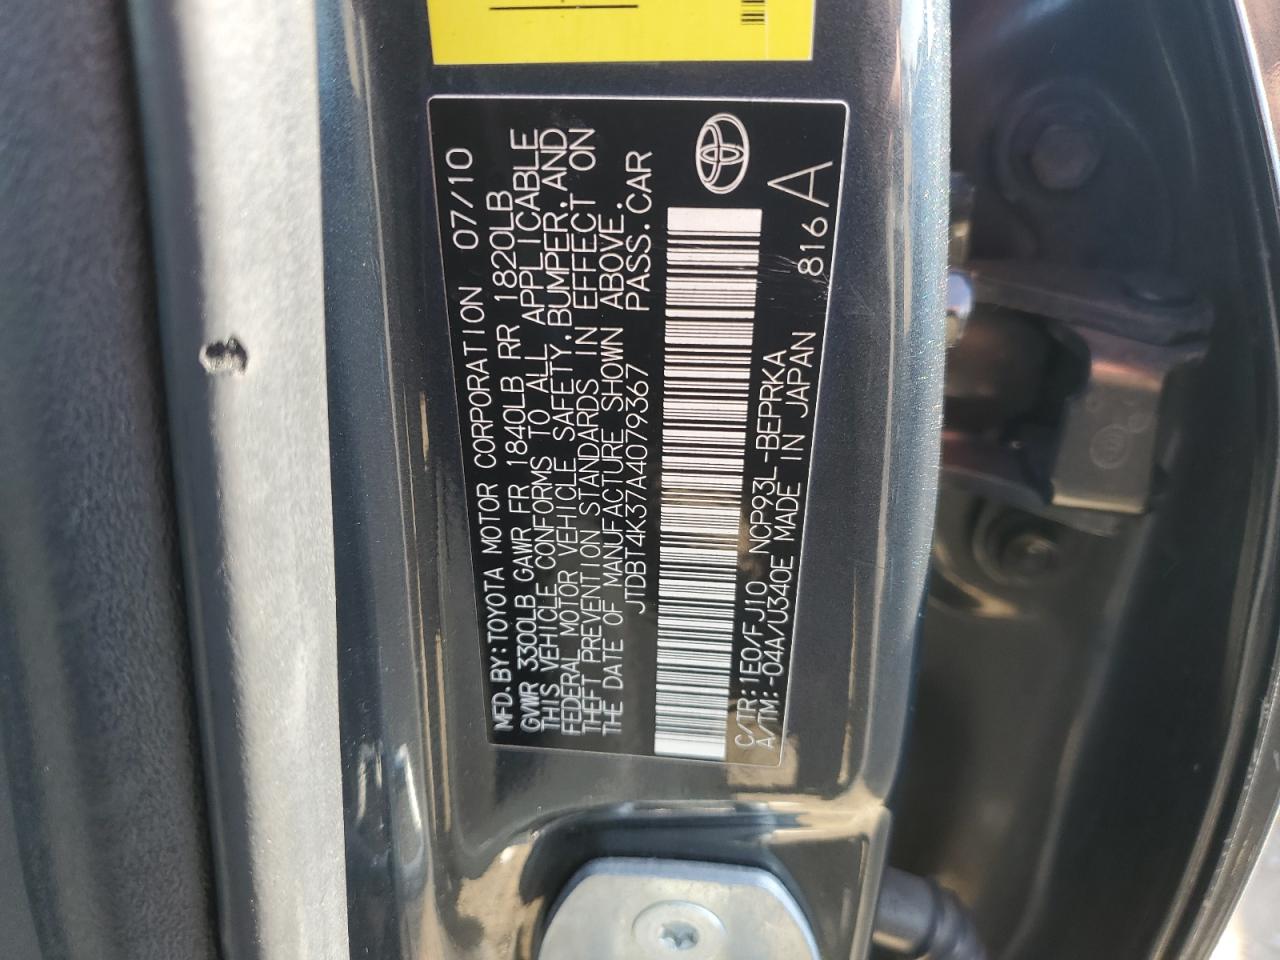 MFD.BY:TOYOTA MOTOR CORPORATION 07/10
GVWR 3300LB GAWR FR 1840LB RR 1820LB
THIS VEHICLE CONFORMS TO ALL APPLICABLE
FEDERAL MOTOR VEHICLE SAFETY,BUMPER,AND
THEFT PREVENTION STANDARDS IN EFFECT ON
THE DATE OF MANUFACTURE SHOWN ABOVE.
JTDBT4K37A4079367 PASS.CAR
C/TR:1E0/FJ10 NCP93L-BEPRKA
A/TM:-04A/U340E MADE IN JAPAN 816A